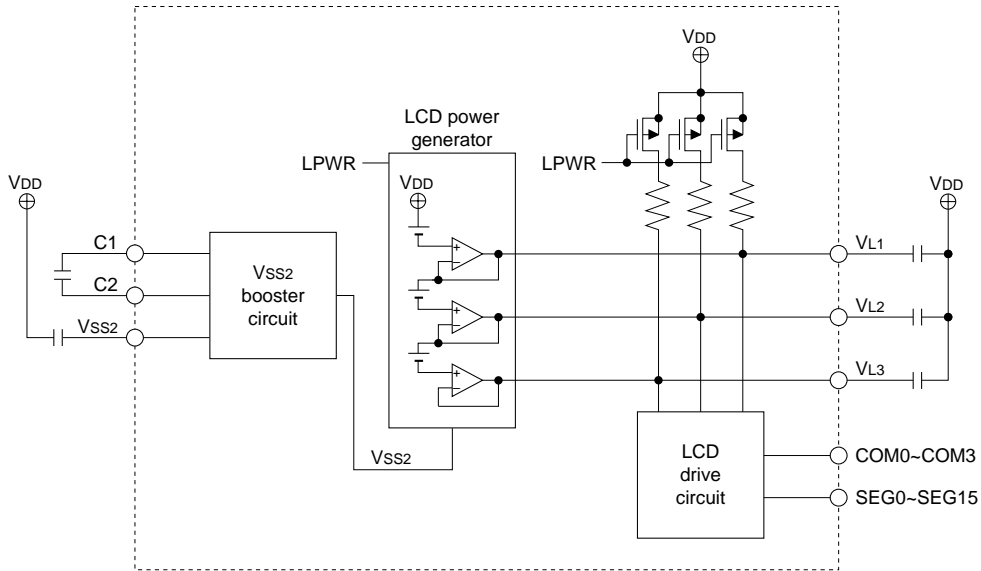 VDD
LCD power
generator
LPWR
VDD
LPWR
VDD
VDD
C1
C2
VSS2
VSS2
booster
circuit
+
−
+
−
+
−
VL1
VL2
VL3
VSS2
LCD
drive
circuit
COM0~COM3
SEG0~SEG15